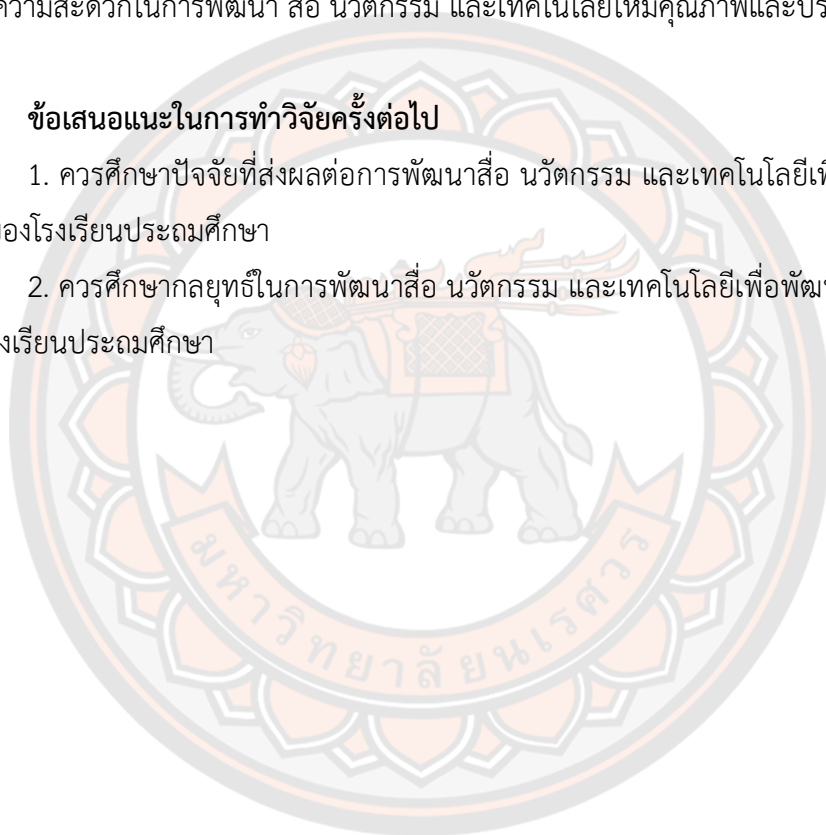 ความสะดวกในการพัฒนา สื่อ นวัตกรรม และเทคโนโลยีให้มีคุณภาพและ
ข้อเสนอแนะในการทำวิจัยครั้งต่อไป
1. ควรศึกษาปัจจัยที่ส่งผลต่อการพัฒนาสื่อ นวัตกรรม และเทคโนโลยี
ของโรงเรียนประถมศึกษา
2. ควรศึกษากลยุทธ์ในการพัฒนาสื่อ นวัตกรรม และเทคโนโลยีเพื่อ
โรงเรียนประถมศึกษา
มหาวิทยาลัยนเรศวร